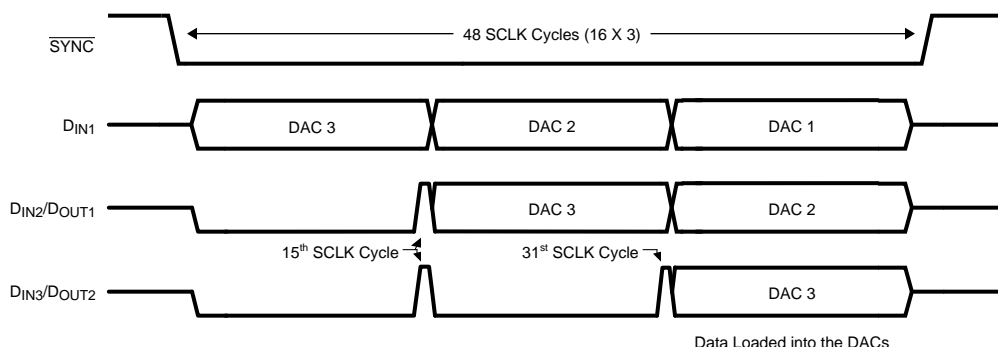 48 SCLK Cycles (16 X 3)
SYNC
DIN1
DAC 3
DAC 2
DAC 1
DIN2/DOUT1
DAC 3
DAC 2
15th SCLK Cycle
31st SCLK Cycle
DIN3/DOUT2
DAC 3
Data Loaded into the DACs